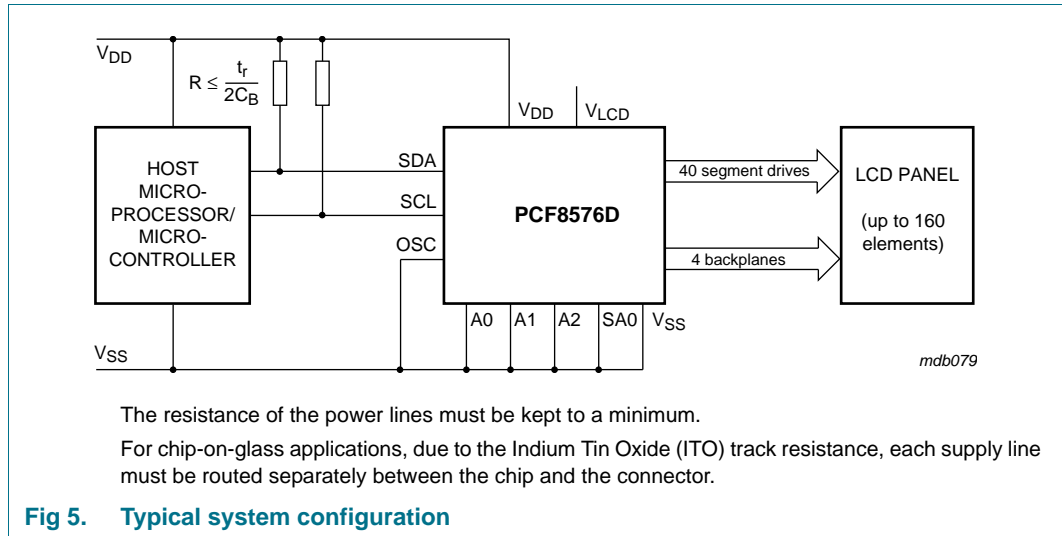 VDD
R ≤ tr
2CB
VDD VLCD
HOST
MICRO-
PROCESSOR/
MICRO-
CONTROLLER
SDA
SCL
OSC
PCF8576D
40 segment drives
4 backplanes
LCD PANEL
(up to 160
elements)
A0 A1 A2 SA0 VSS
VSS
mdb079
The resistance of the power lines must be kept to a minimum.
For chip-on-glass applications, due to the Indium Tin Oxide (ITO) track resistance, each supply line
must be routed separately between the chip and the connector.
Fig 5. Typical system configuration